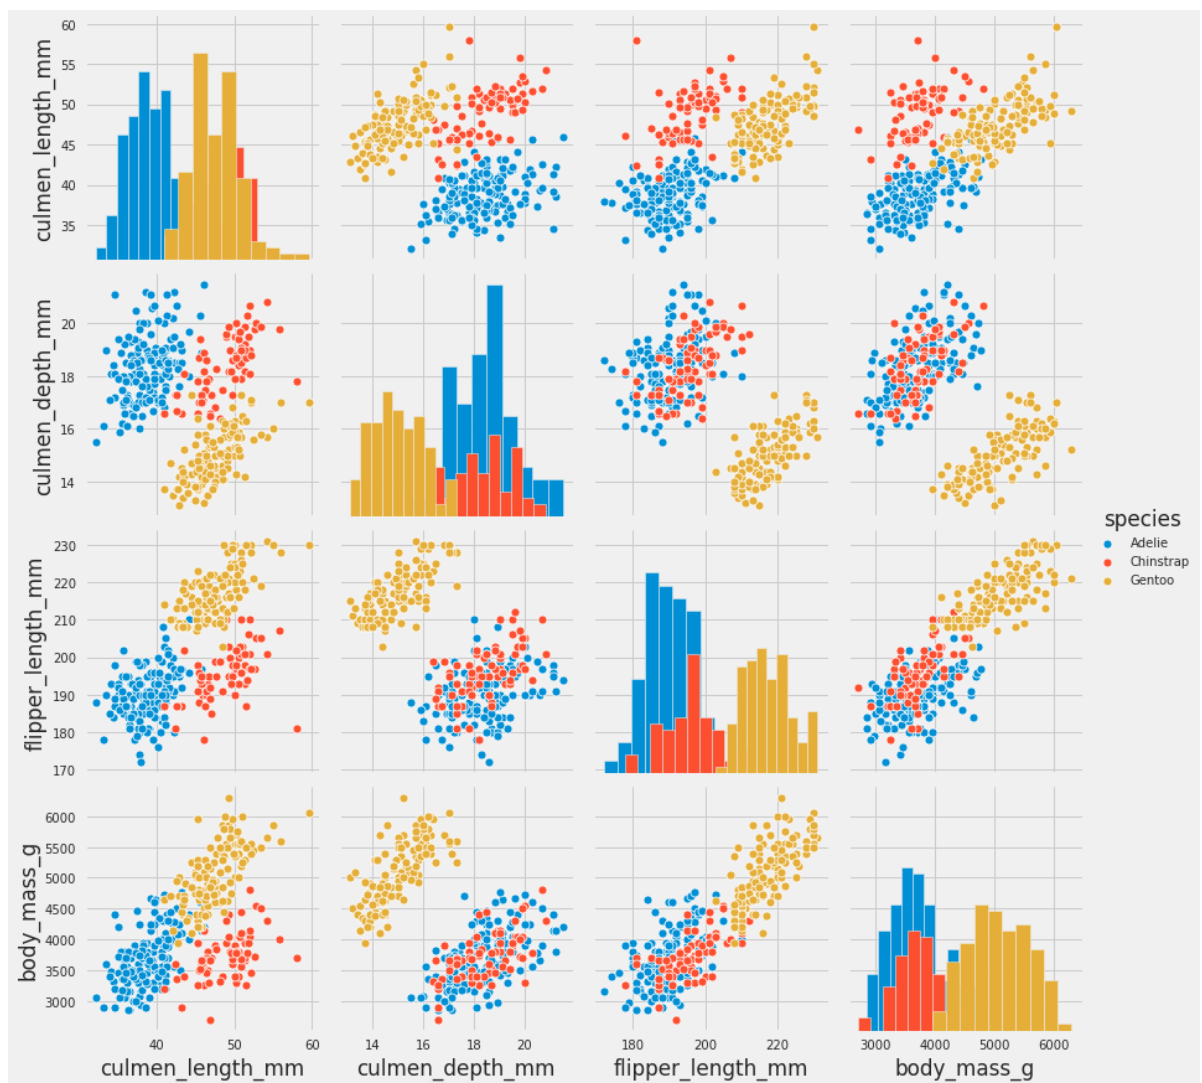 60
55
50
45
40
35
culmen_length_mm
20
18
16
14
culmen_depth_mm
230
220
210
200
190
180
170
flipper_length_mm
6000
5500
5000
4500
4000
3500
3000
body_mass_g
40 50 60
culmen_length_mm
14 16 18 20
culmen_depth_mm
180 200 220
flipper_length_mm
3000 4000 5000 6000
body_mass_g
species
Adelie
Chinstrap
Gentoo